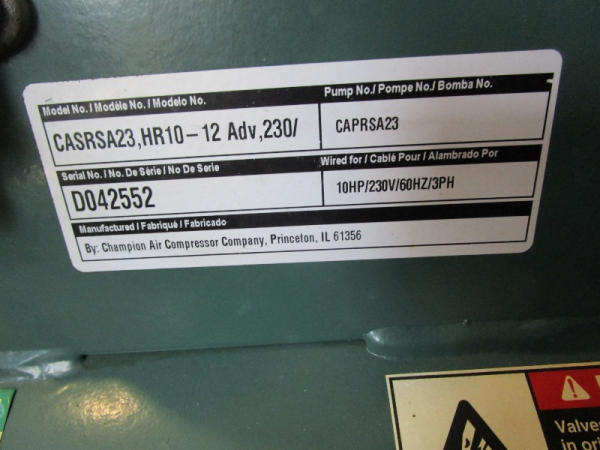 Model No. / Modèle No. / Modelo No.
CASRSA23,HR10-12 Adv,230/
Pump No./ Pompe No./ Bomba No.
CAPRSA23
Serial No. / No. De Série / No De Serie
D042552
Wired for / Cablé Pour / Alambrado Por
10HP/230V/60HZ/3PH
Manufactured / Fabriqué / Fabricado
By: Champion Air Compressor Company, Princeton, IL 61356
Valves
in ori